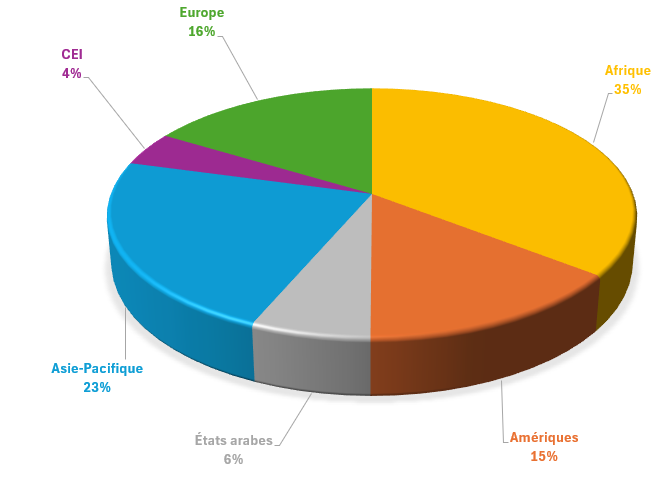 Europe
16%
CEI
4%
Afrique
35%
Asie-Pacifique
23%
États arabes
6%
Amériques
15%